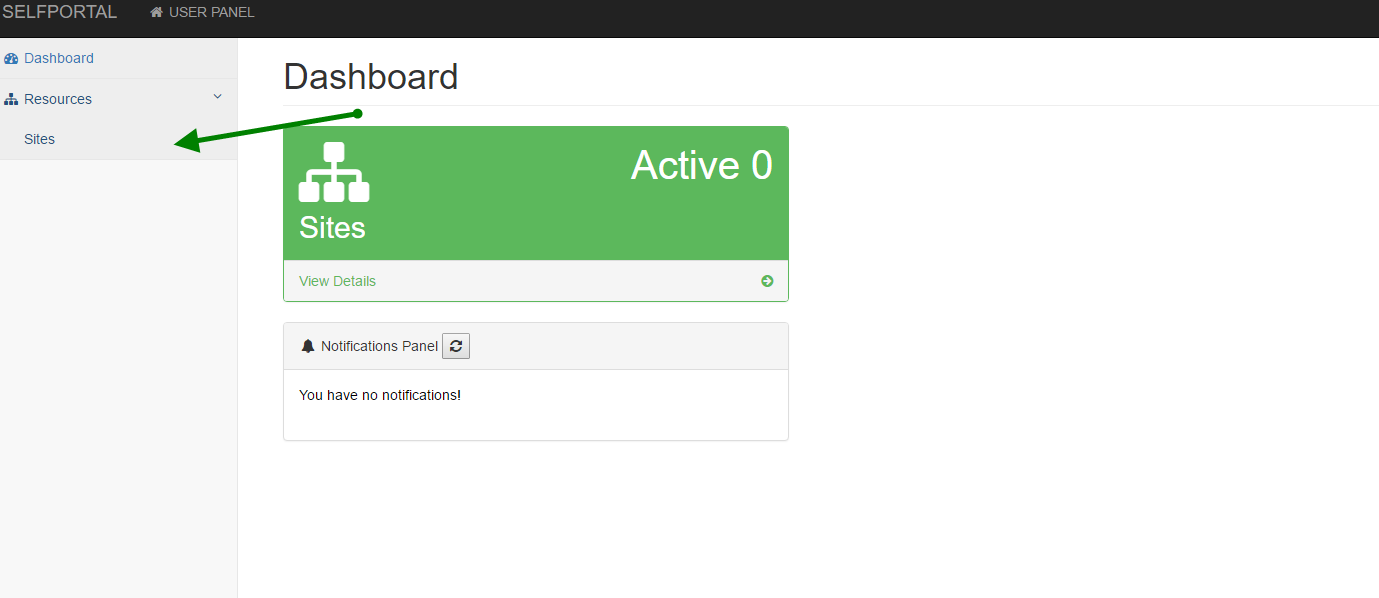 SELFPORTAL USER PANEL
Dashboard
Resources
Sites
Dashboard
Active 0
Sites
View Details
Notifications Panel
You have no notifications!